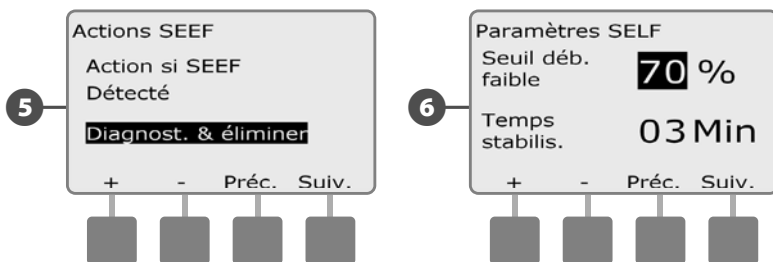 5
Actions SEEF
Action si SEEF
Détecté
Diagnost. & éliminer
+ - Préc. Suiv.
6
Paramètres SELF
Seuil déb.
faible
70 %
Temps
stabilis.
03 Min
+ - Préc. Suiv.